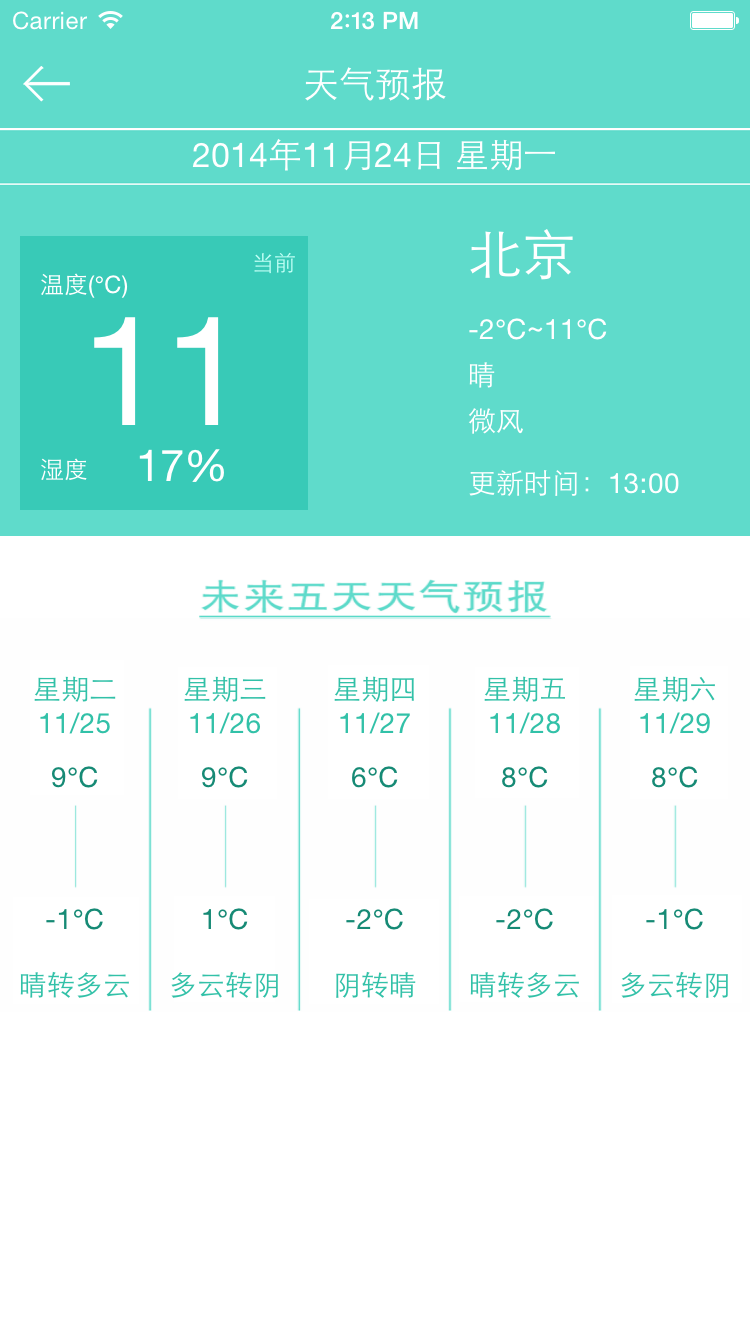 Carrier 2:13 PM
天气预报
2014年11月24日 星期一
当前
温度(°C)
11
湿度 17%
北京
-2°C~11°C
晴
微风
更新时间：13:00
未来五天天气预报
星期二 星期三 星期四 星期五 星期六
11/25 11/26 11/27 11/28 11/29
9°C 9°C 6°C 8°C 8°C
-1°C 1°C -2°C -2°C -1°C
晴转多云 多云转阴 阴转晴 晴转多云 多云转阴